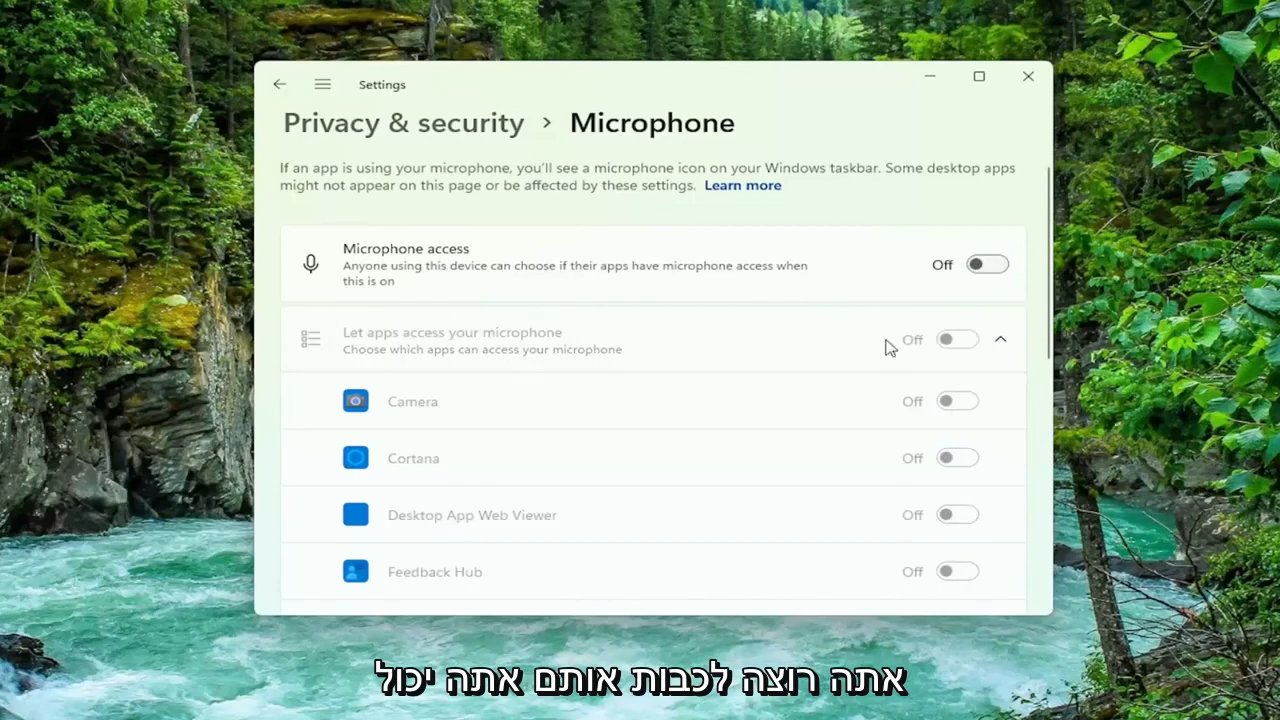 Settings
Privacy & security › Microphone
If an app is using your microphone, you'll see a microphone icon on your Windows taskbar. Some desktop apps
might not appear on this page or be affected by these settings. Learn more
Microphone access
Anyone using this device can choose if their apps have microphone access when
this is on
Off
Let apps access your microphone
Choose which apps can access your microphone
Off
Camera Off
Cortana Off
Desktop App Web Viewer Off
Feedback Hub Off
אתה רוצה לכבות אותם אתה יכול